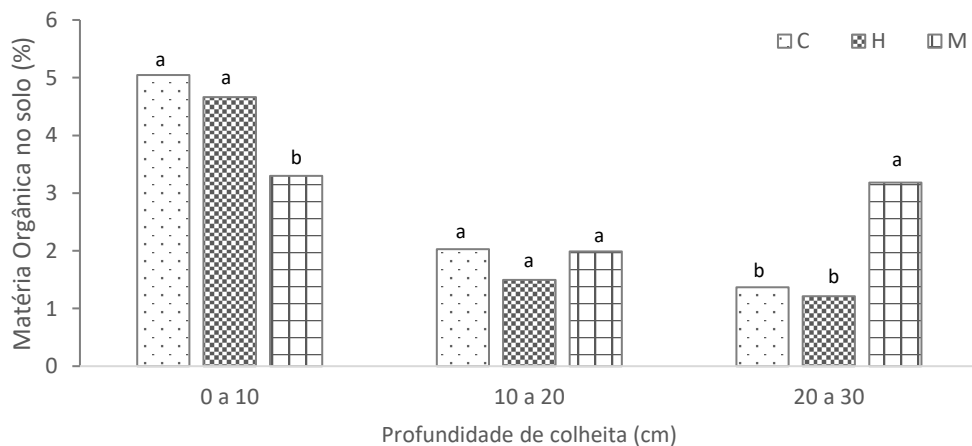 Matéria Orgânica no solo (%)
6
5
4
3
2
1
0
C H M
a a b
a a a
b b a
0 a 10 10 a 20 20 a 30
Profundidade de colheita (cm)